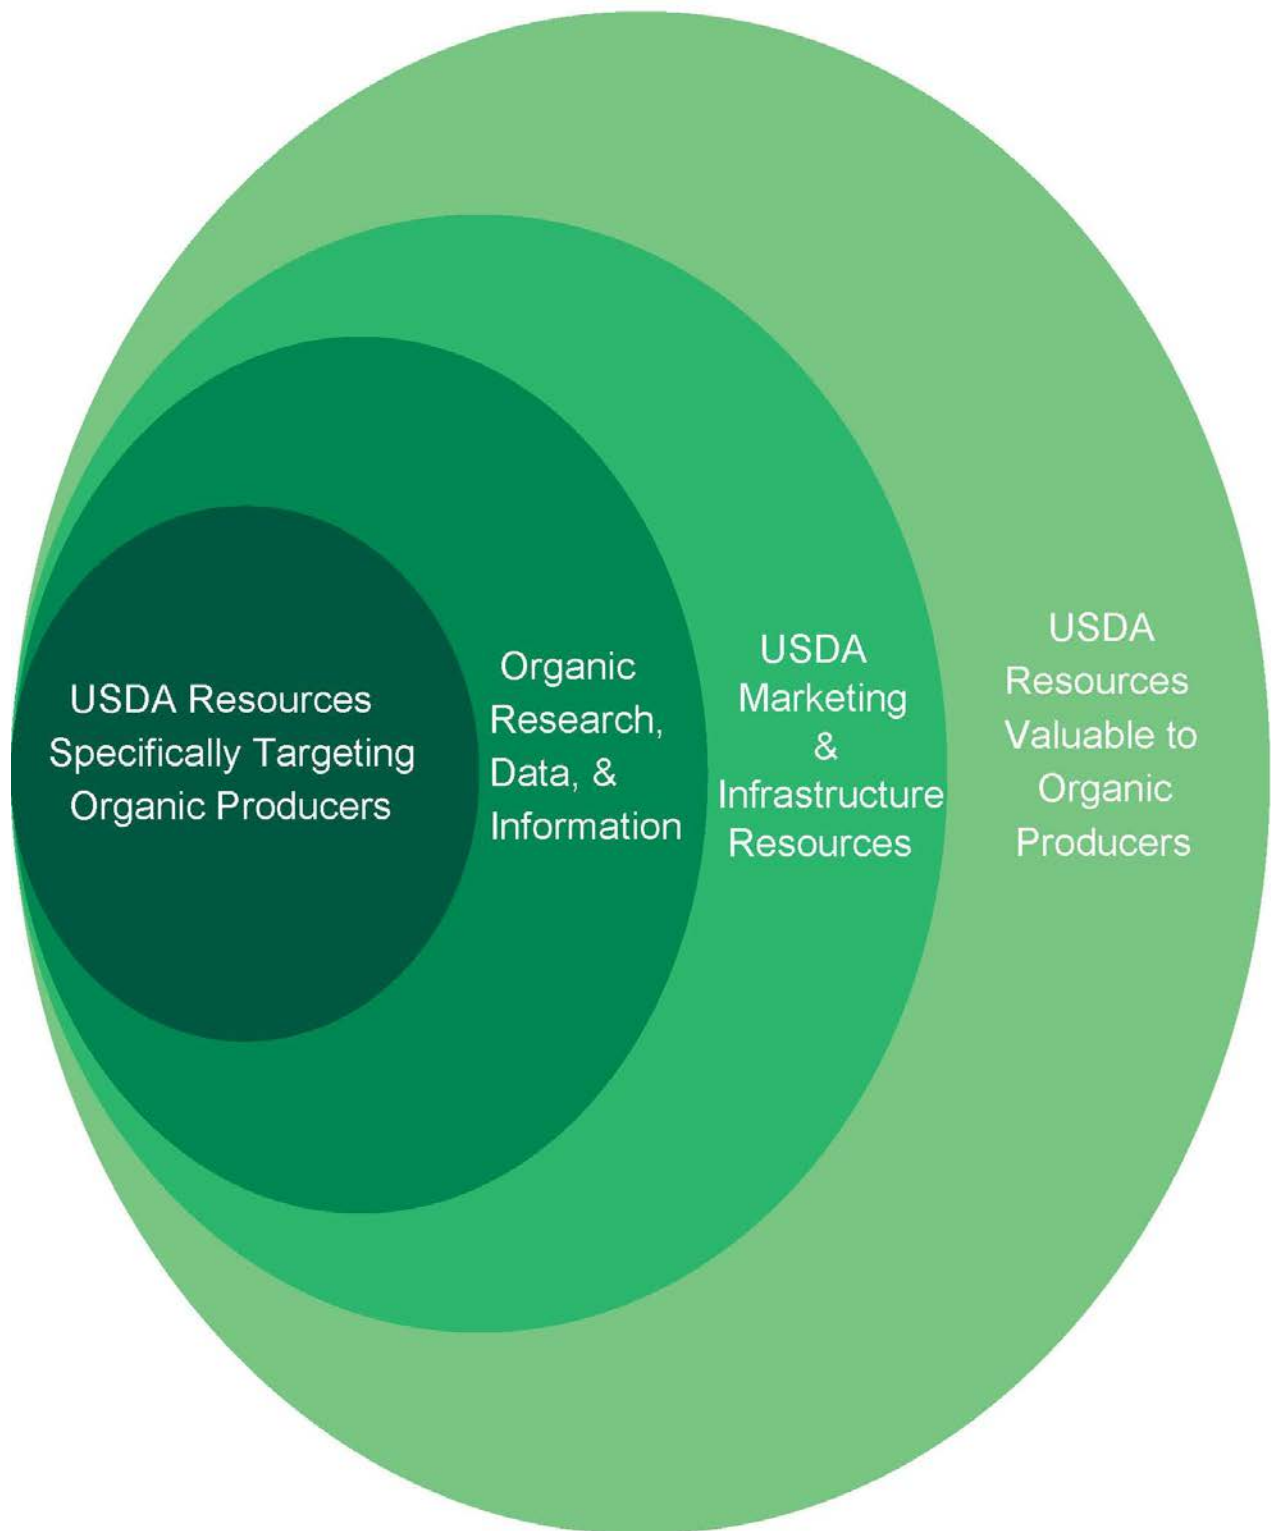 USDA Resources
Specifically Targeting
Organic Producers
Organic
Research,
Data, &
Information
USDA
Marketing
&
Infrastructure
Resources
USDA
Resources
Valuable to
Organic
Producers